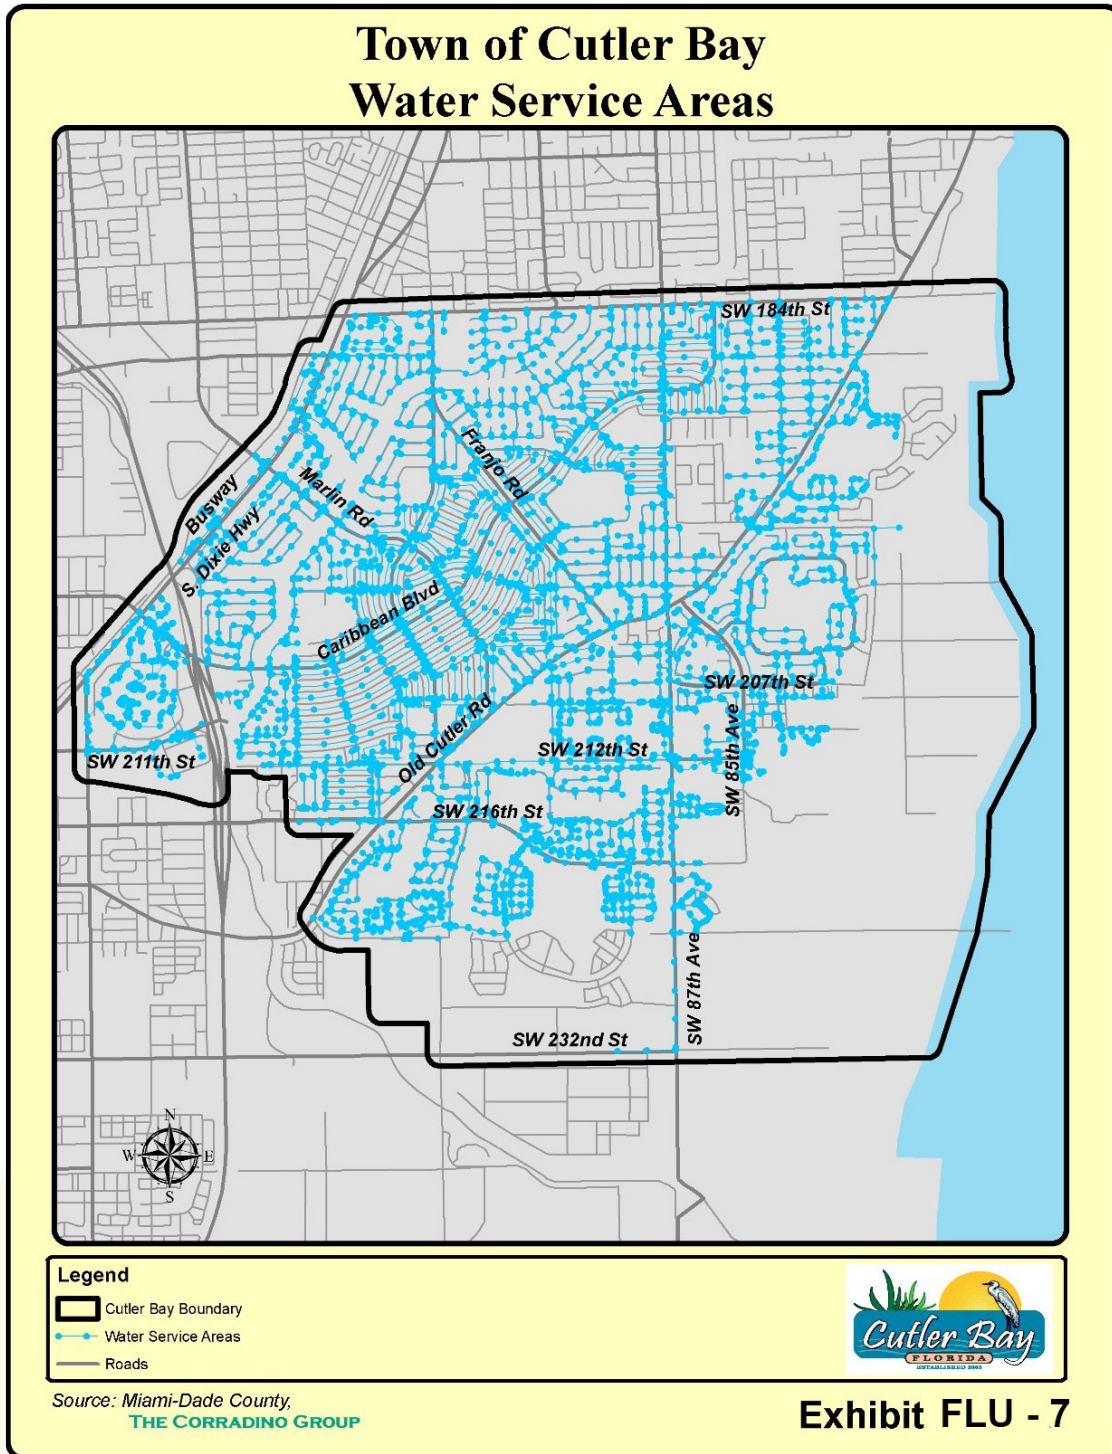 Town of Cutler Bay
Water Service Areas
SW 184th St
Franjo Rd
Marlin Rd
Busway
S. Dixie Hwy
Caribbean Blvd
SW 207th St
Old Cutler Rd
SW 85th Ave
SW 212th St
SW 211th St
SW 216th St
SW 87th Ave
SW 232nd St
N
W E
S
Legend
Cutler Bay Boundary
Water Service Areas
Roads
Cutler Bay
FLORIDA
ESTABLISHED 2005
Source: Miami-Dade County,
THE CORRADINO GROUP
Exhibit FLU - 7